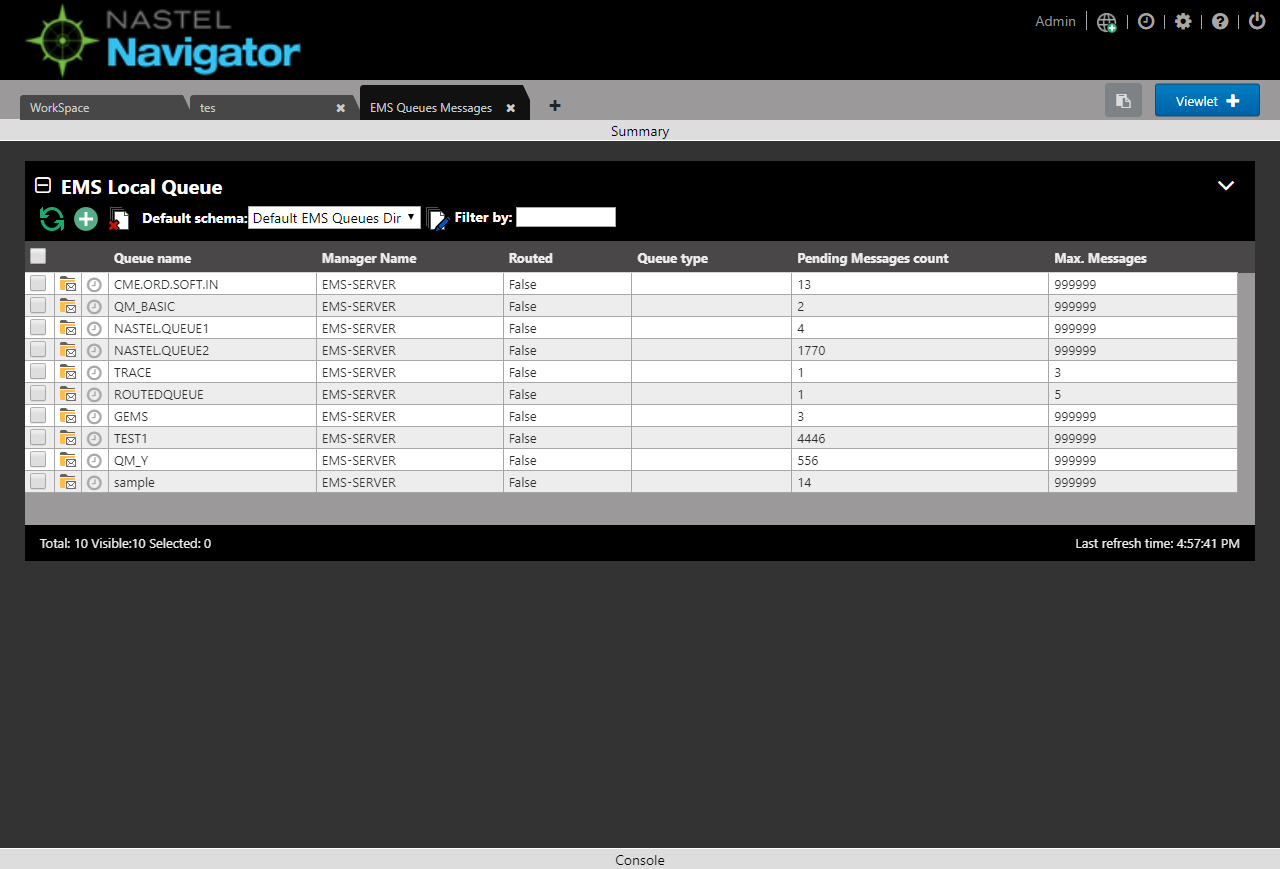 NASTEL
Navigator
Admin
WorkSpace tes EMS Queues Messages Viewlet
Summary
EMS Local Queue
Default schema: Default EMS Queues Dir Filter by:
Queue name Manager Name Routed Queue type Pending Messages count Max. Messages
CME.ORD.SOFT.IN EMS-SERVER False 13 999999
QM_BASIC EMS-SERVER False 2 999999
NASTEL.QUEUE1 EMS-SERVER False 4 999999
NASTEL.QUEUE2 EMS-SERVER False 1770 999999
TRACE EMS-SERVER False 1 3
ROUTEDQUEUE EMS-SERVER False 1 5
GEMS EMS-SERVER False 3 999999
TEST1 EMS-SERVER False 4446 999999
QM_Y EMS-SERVER False 556 999999
sample EMS-SERVER False 14 999999
Total: 10 Visible:10 Selected: 0 Last refresh time: 4:57:41 PM
Console